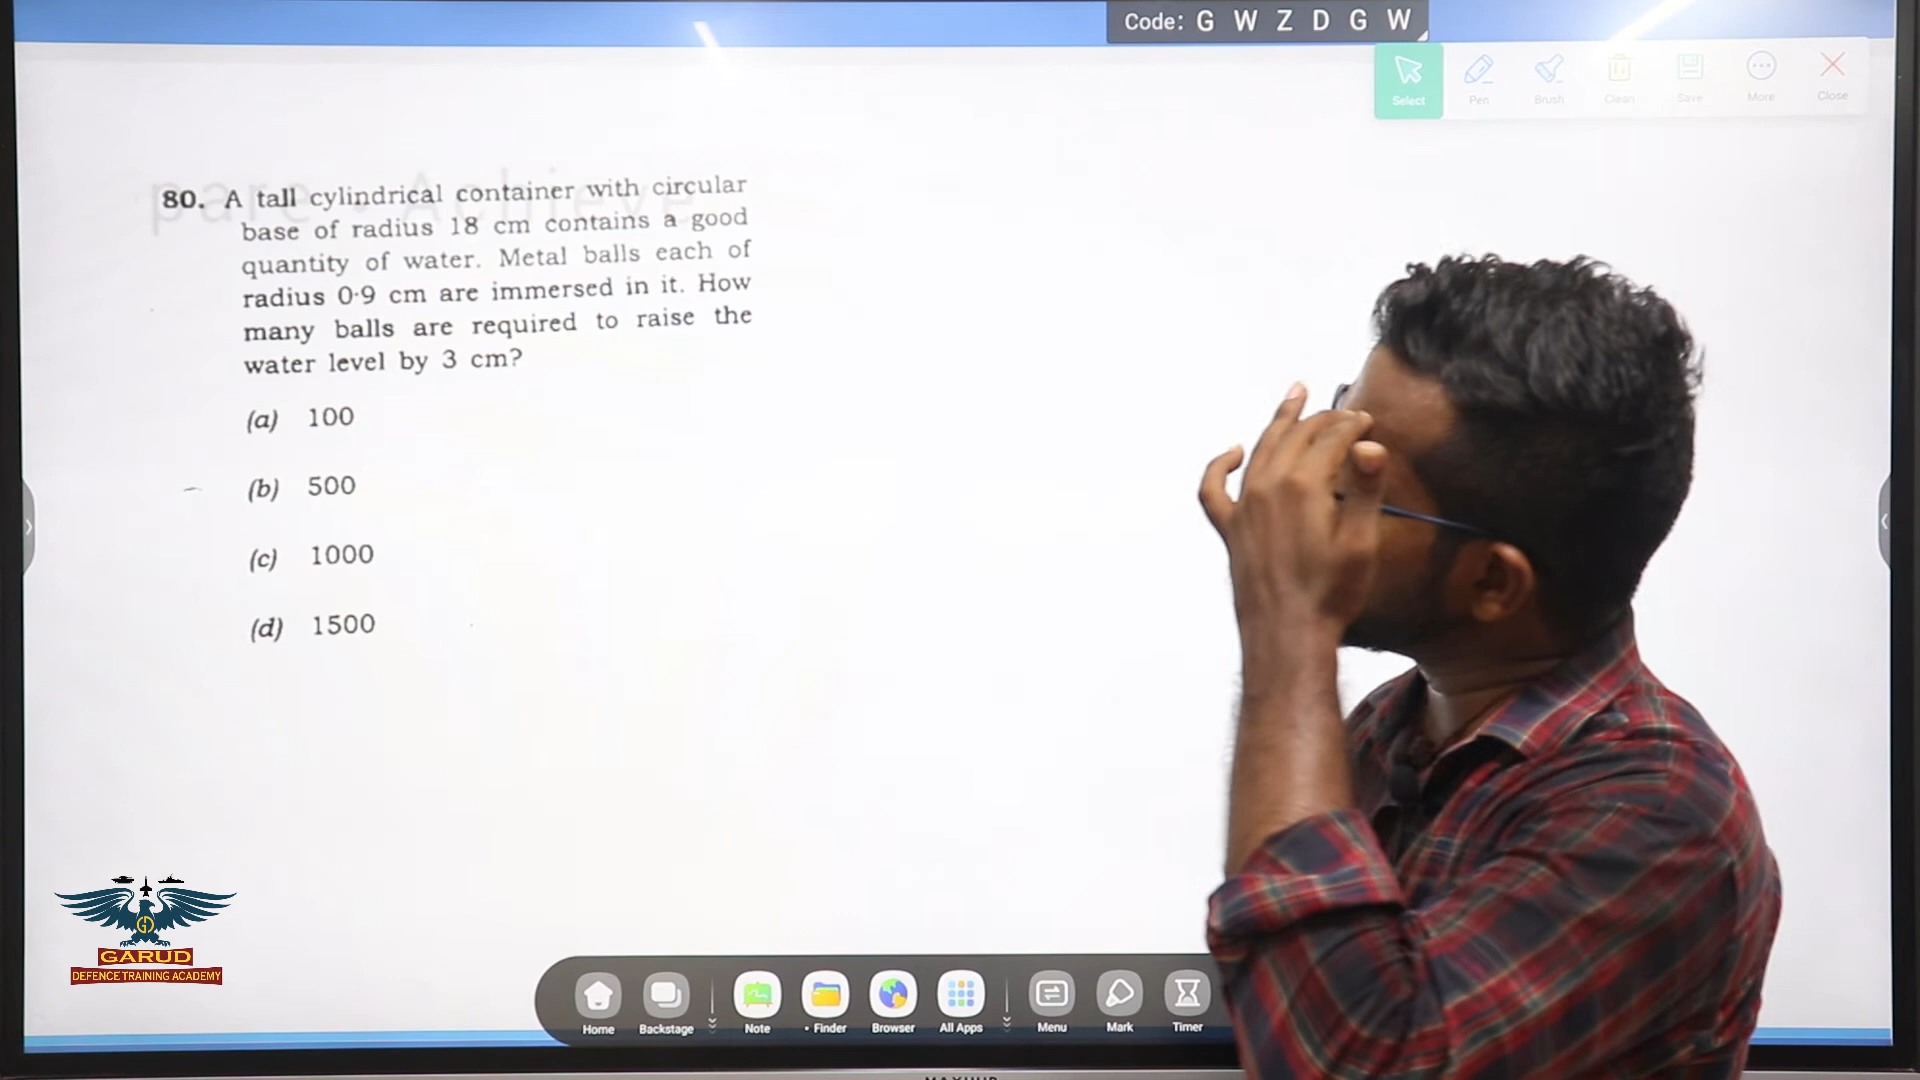 Code: G W Z D G W
Select Pen Brush Clean Save More Close
pare Achieve
80. A tall cylindrical container with circular
base of radius 18 cm contains a good
quantity of water. Metal balls each of
radius 0·9 cm are immersed in it. How
many balls are required to raise the
water level by 3 cm?
(a) 100
(b) 500
(c) 1000
(d) 1500
GARUD
DEFENCE TRAINING ACADEMY
Home Backstage Note • Finder Browser All Apps Menu Mark Timer